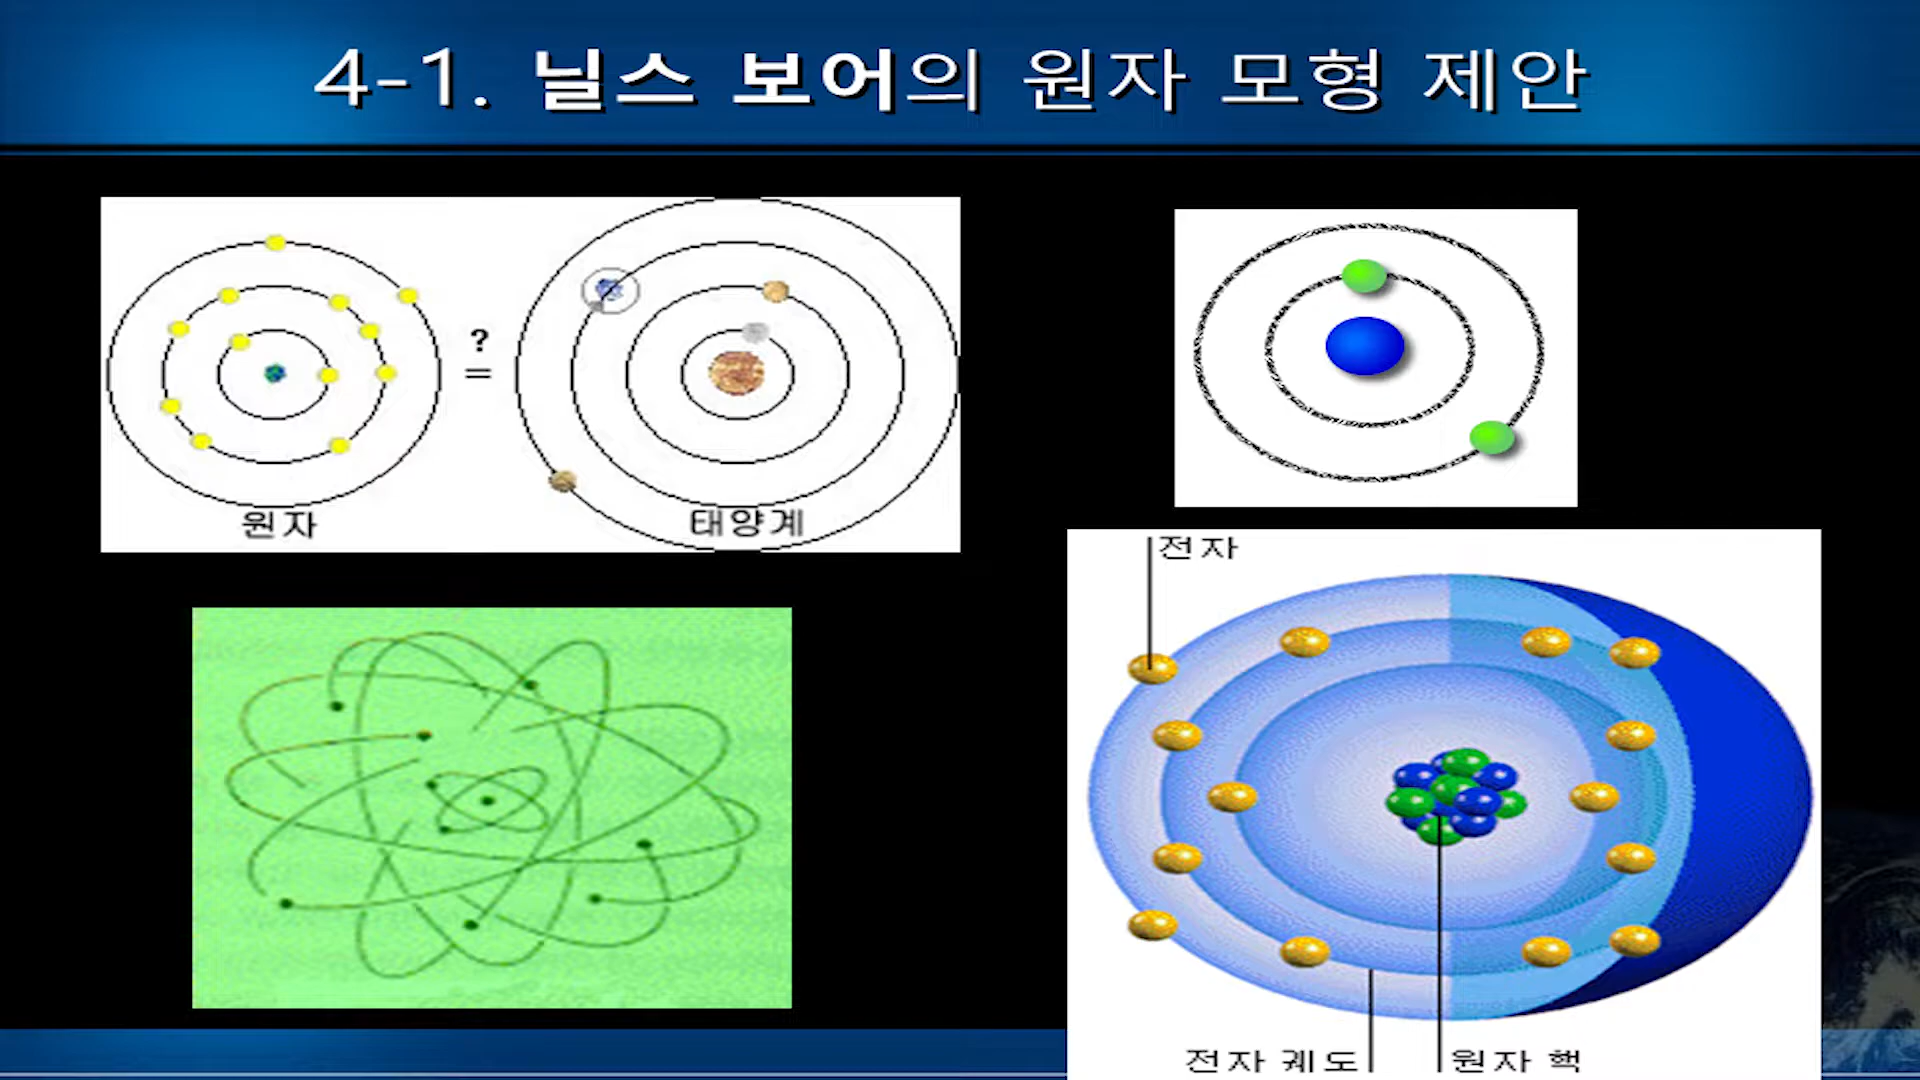 4-1. 닐스 보어의 원자 모형 제안
?
=
원자
태양계
전자
전자 궤도
원자 핵